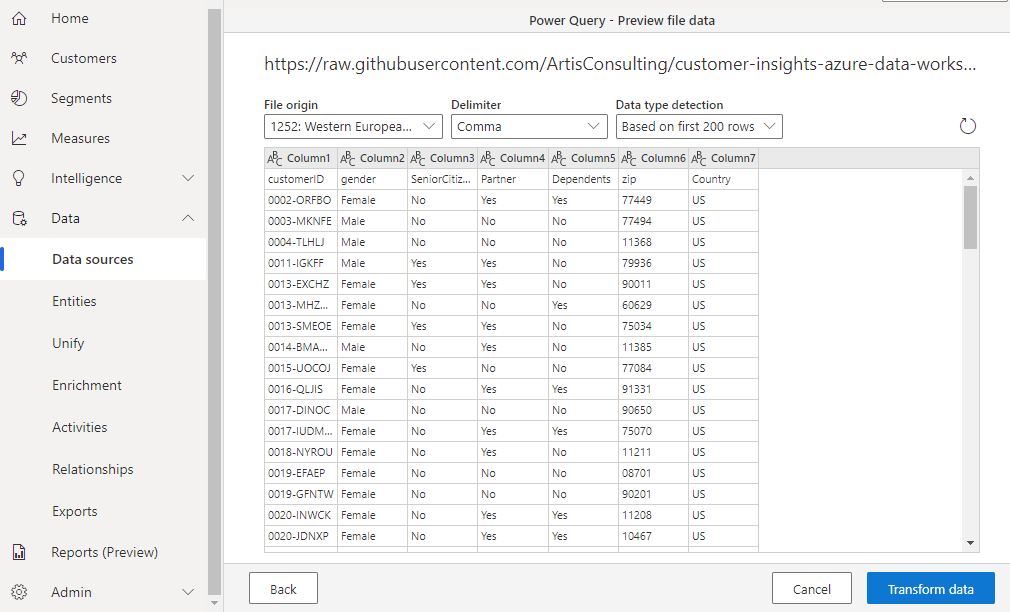 Home
Customers
Segments
Measures
Intelligence
Data
Data sources
Entities
Unify
Enrichment
Activities
Relationships
Exports
Reports (Preview)
Admin
Power Query - Preview file data
https://raw.githubusercontent.com/ArtisConsulting/customer-insights-azure-data-works...
File origin Delimiter Data type detection
1252: Western Europea... Comma Based on first 200 rows
ABC Column1 ABC Column2 ABC Column3 ABC Column4 ABC Column5 ABC Column6 ABC Column7
customerID gender SeniorCitiz... Partner Dependents zip Country
0002-ORFBO Female No Yes Yes 77449 US
0003-MKNFE Male No No No 77494 US
0004-TLHLJ Male No No No 11368 US
0011-IGKFF Male Yes Yes No 79936 US
0013-EXCHZ Female Yes Yes No 90011 US
0013-MHZ... Female No No Yes 60629 US
0013-SMEOE Female Yes Yes No 75034 US
0014-BMA... Male No Yes No 11385 US
0015-UOCOJ Female Yes No No 77084 US
0016-QLJIS Female No Yes Yes 91331 US
0017-DINOC Male No No No 90650 US
0017-IUDM... Female No Yes Yes 75070 US
0018-NYROU Female No Yes No 11211 US
0019-EFAEP Female No No No 08701 US
0019-GFNTW Female No No No 90201 US
0020-INWCK Female No Yes Yes 11208 US
0020-JDNXP Female No Yes Yes 10467 US
Back Cancel Transform data